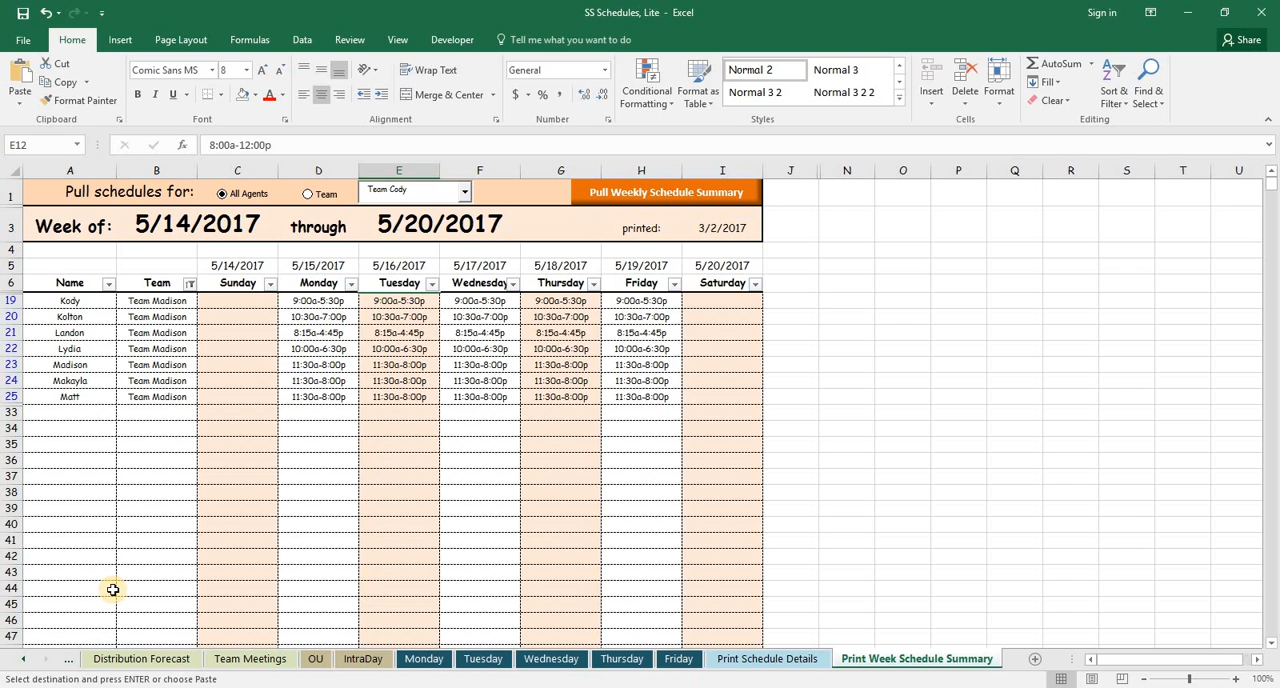 SS Schedules, Lite - Excel
Sign in
File Home Insert Page Layout Formulas Data Review View Developer Tell me what you want to do Share
Paste Cut Copy Format Painter Clipboard
Comic Sans MS 8 A A B I U A Font
Wrap Text Merge & Center Alignment
General $ % , Number
Conditional Formatting Format as Table Normal 2 Normal 3 Normal 3 2 Normal 3 2 2 Styles
Insert Delete Format Cells
AutoSum Fill Clear Sort & Filter Find & Select Editing
E12 fx 8:00a-12:00p
A B C D E F G H I J N O P Q R S T U
1 Pull schedules for: All Agents Team Team Cody Pull Weekly Schedule Summary
3 Week of: 5/14/2017 through 5/20/2017 printed: 3/2/2017
4
5 5/14/2017 5/15/2017 5/16/2017 5/17/2017 5/18/2017 5/19/2017 5/20/2017
6 Name Team Sunday Monday Tuesday Wednesday Thursday Friday Saturday
19 Kody Team Madison 9:00a-5:30p 9:00a-5:30p 9:00a-5:30p 9:00a-5:30p 9:00a-5:30p
20 Kolton Team Madison 10:30a-7:00p 10:30a-7:00p 10:30a-7:00p 10:30a-7:00p 10:30a-7:00p
21 Landon Team Madison 8:15a-4:45p 8:15a-4:45p 8:15a-4:45p 8:15a-4:45p 8:15a-4:45p
22 Lydia Team Madison 10:00a-6:30p 10:00a-6:30p 10:00a-6:30p 10:00a-6:30p 10:00a-6:30p
23 Madison Team Madison 11:30a-8:00p 11:30a-8:00p 11:30a-8:00p 11:30a-8:00p 11:30a-8:00p
24 Makayla Team Madison 11:30a-8:00p 11:30a-8:00p 11:30a-8:00p 11:30a-8:00p 11:30a-8:00p
25 Matt Team Madison 11:30a-8:00p 11:30a-8:00p 11:30a-8:00p 11:30a-8:00p 11:30a-8:00p
33
34
35
36
37
38
39
40
41
42
43
44
45
46
47
... Distribution Forecast Team Meetings OU IntraDay Monday Tuesday Wednesday Thursday Friday Print Schedule Details Print Week Schedule Summary
Select destination and press ENTER or choose Paste 100%